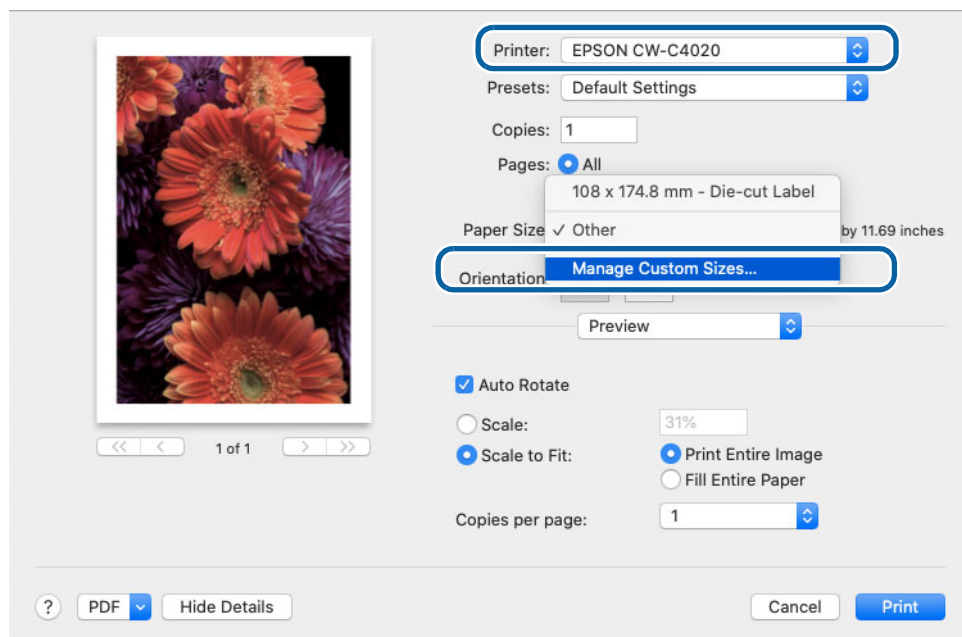 Printer: EPSON CW-C4020
Presets: Default Settings
Copies: 1
Pages: All
108 x 174.8 mm - Die-cut Label
Paper Size ✓ Other by 11.69 inches
Manage Custom Sizes...
Orientation
Preview
Auto Rotate
Scale: 31%
Scale to Fit: Print Entire Image
Fill Entire Paper
Copies per page: 1
<< < 1 of 1 > >>
? PDF Hide Details Cancel Print